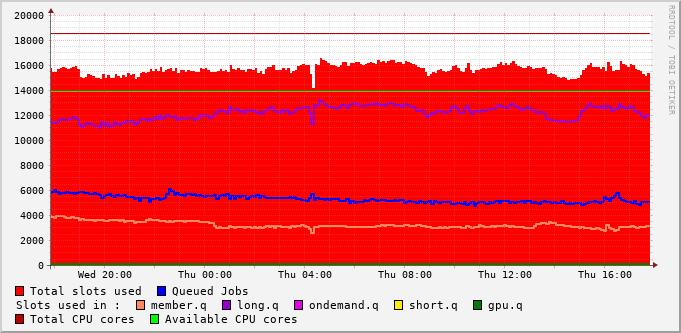 20000
18000
16000
14000
12000
10000
8000
6000
4000
2000
0
Wed 20:00 Thu 00:00 Thu 04:00 Thu 08:00 Thu 12:00 Thu 16:00
Total slots used Queued Jobs
Slots used in : member.q long.q ondemand.q short.q gpu.q
Total CPU cores Available CPU cores
RRDTOOL / TOBI OETIKER